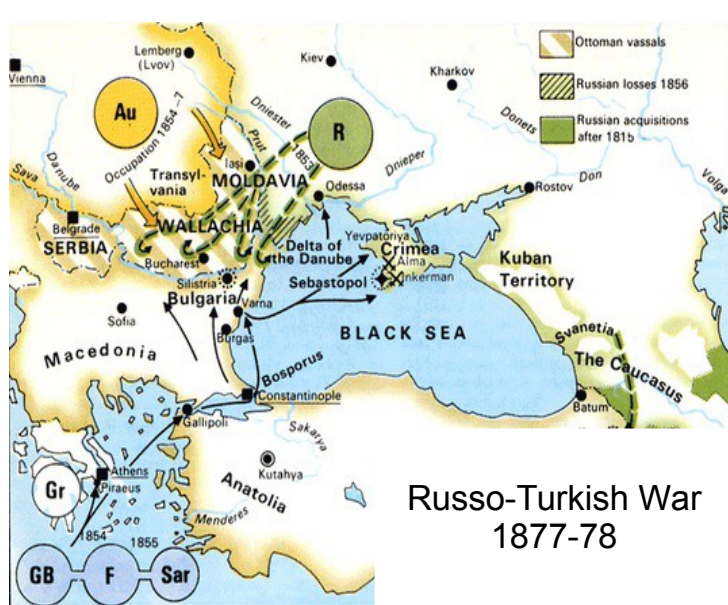 Lemberg
(Lvov)
Kiev
Kharkov
Vienna
Ottoman vassals
Russian losses 1856
Russian acquisitions
after 1815
Au
R
Occupation 1854-7
Dniester
1853
Prut
Dnieper
Donets
Don
Volga
Danube
Sava
Iași
Transyl-
vania
MOLDAVIA
Odessa
Rostov
Belgrade
SERBIA
WALLACHIA
Bucharest
Delta of
the Danube
Yevpatoriya
Crimea
Alma
Inkerman
Sebastopol
Kuban
Territory
Silistria
Bulgaria
Varna
Sofia
Burgas
BLACK SEA
Svanetia
The Caucasus
Macedonia
Bosporus
Constantinople
Batum
Gallipoli
Sakarya
Athens
Piraeus
Gr
Kutahya
Anatolia
Menderes
1854
1855
GB
F
Sar
Russo-Turkish War
1877-78